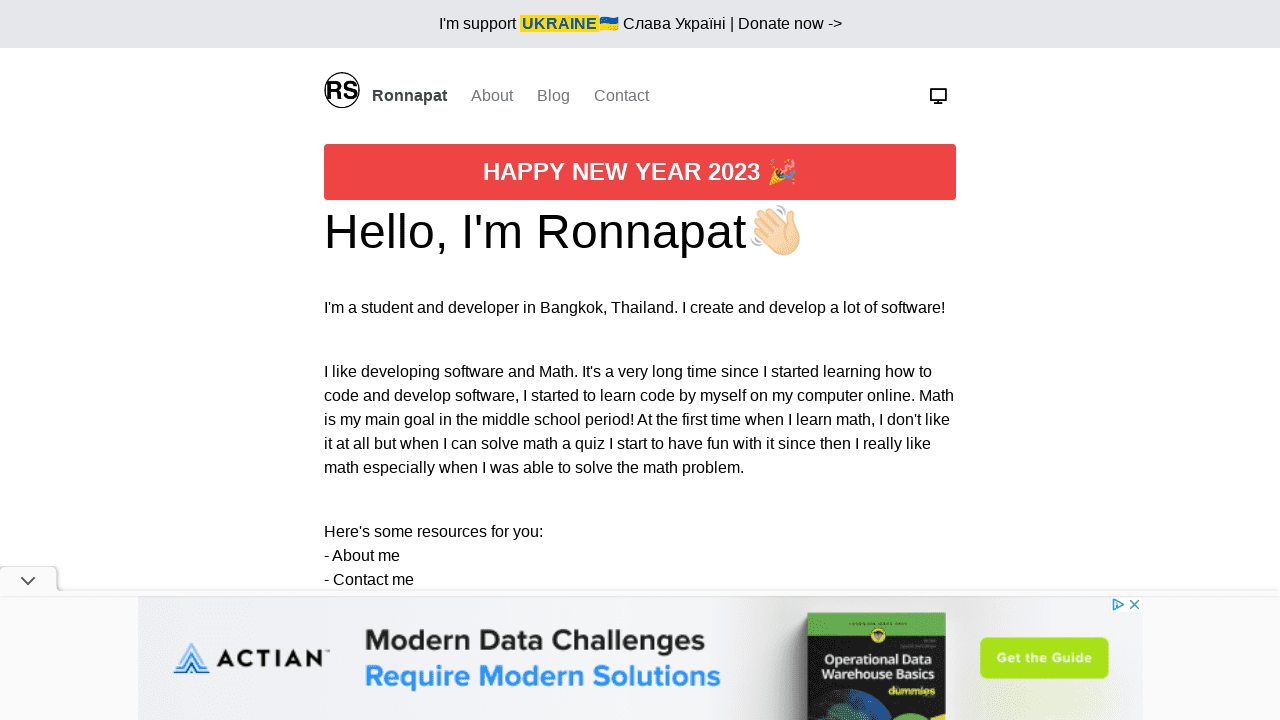 I'm support UKRAINE🇺🇦 Слава Україні | Donate now ->
RS Ronnapat About Blog Contact
HAPPY NEW YEAR 2023 🎉
Hello, I'm Ronnapat👋🏻
I'm a student and developer in Bangkok, Thailand. I create and develop a lot of software!
I like developing software and Math. It's a very long time since I started learning how to
code and develop software, I started to learn code by myself on my computer online. Math
is my main goal in the middle school period! At the first time when I learn math, I don't like
it at all but when I can solve math a quiz I start to have fun with it since then I really like
math especially when I was able to solve the math problem.
Here's some resources for you:
- About me
- Contact me
ACTIAN
Modern Data Challenges
Require Modern Solutions
Operational Data
Warehouse Basics
dummies
Get the Guide